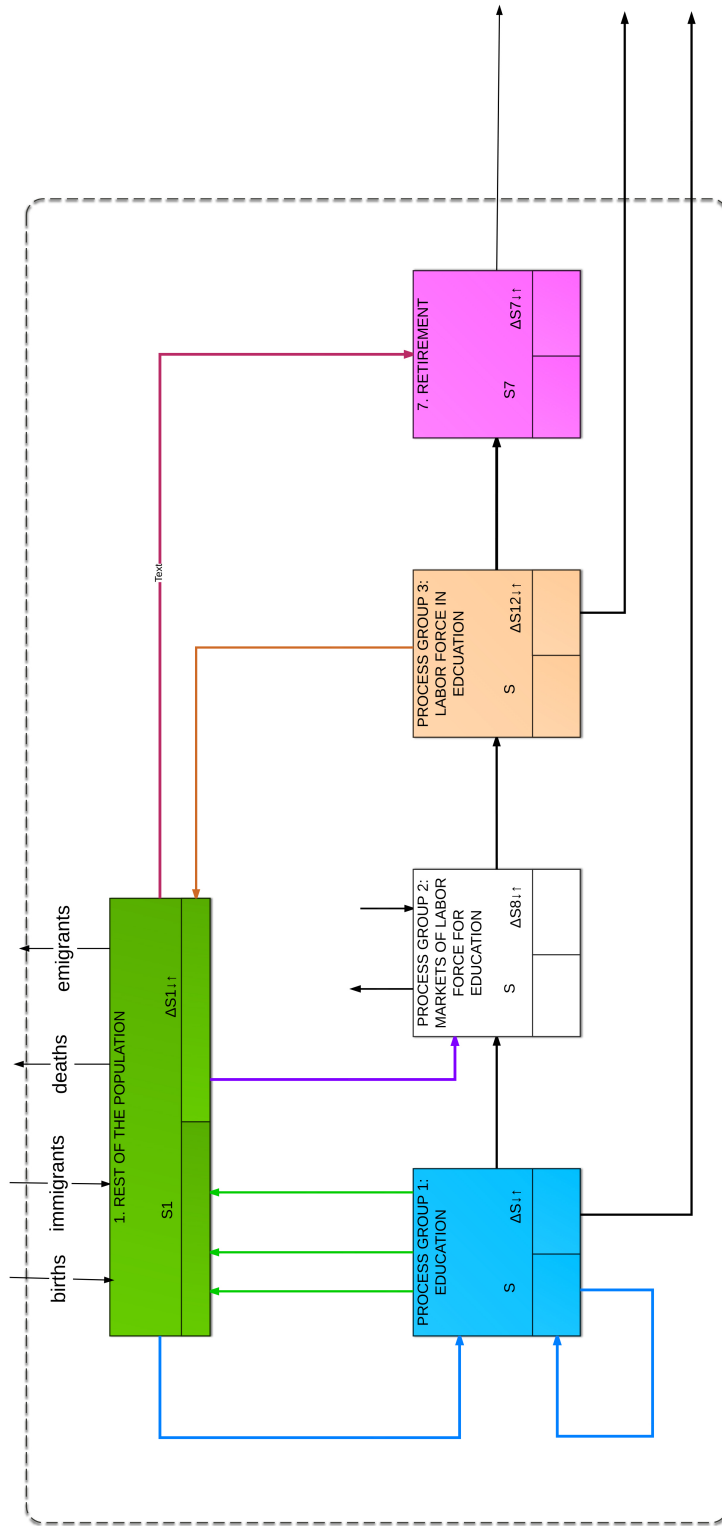 births
immigrants
deaths
emigrants
1. REST OF THE POPULATION
S1
ΔS1↓↑
Text
PROCESS GROUP 1:
EDUCATION
S
ΔS↓↑
PROCESS GROUP 2:
MARKETS OF LABOR
FORCE FOR
EDUCATION
S
ΔS8↓↑
PROCESS GROUP 3:
LABOR FORCE IN
EDCUATION
S
ΔS12↓↑
7. RETIREMENT
S7
ΔS7↓↑